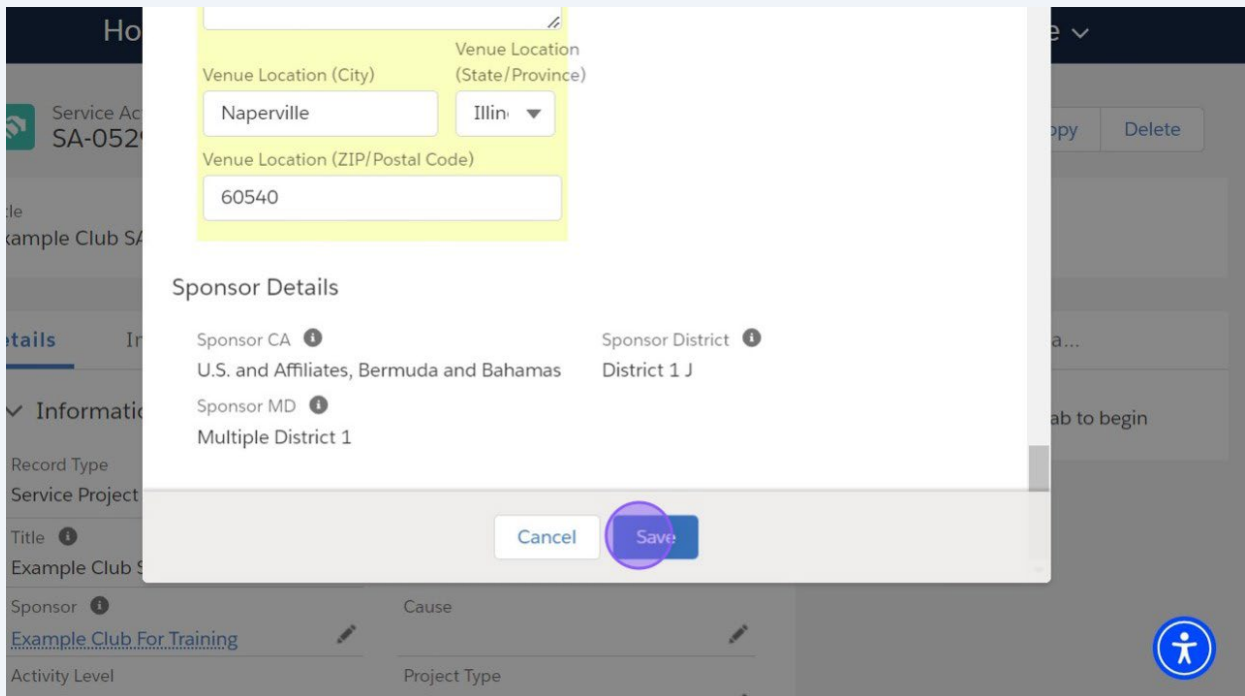 Ho
e
Venue Location
(State/Province)
Venue Location (City)
Naperville
Illin
Venue Location (ZIP/Postal Code)
60540
Service Ac
SA-0529
opy
Delete
tle
xample Club SA
Sponsor Details
etails
In
Sponsor CA
Sponsor District
a...
U.S. and Affiliates, Bermuda and Bahamas
District 1 J
Sponsor MD
Multiple District 1
Informatio
ab to begin
Record Type
Service Project
Cancel
Save
Title
Example Club S
Sponsor
Cause
Example Club For Training
Activity Level
Project Type